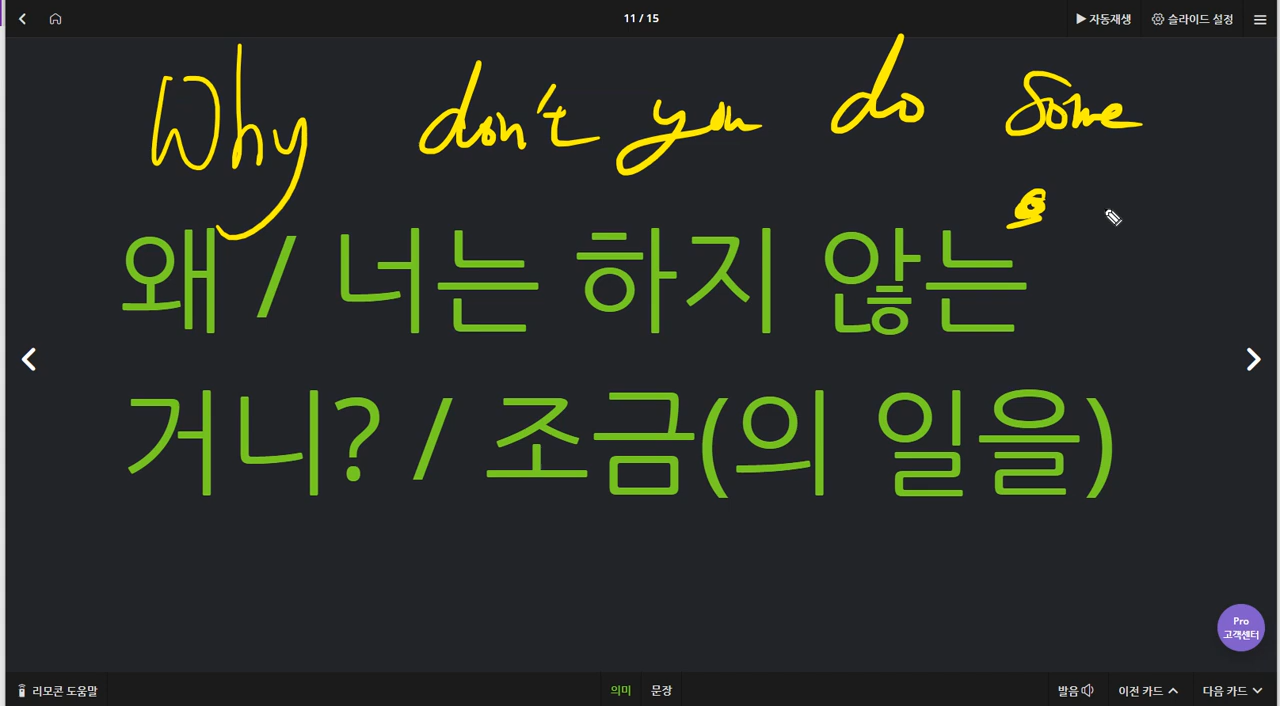 11 / 15
자동재생
슬라이드 설정
Why don't you do some
왜 / 너는 하지 않는
거니? / 조금(의 일을)
Pro
고객센터
리모콘 도움말
의미
문장
발음
이전 카드
다음 카드